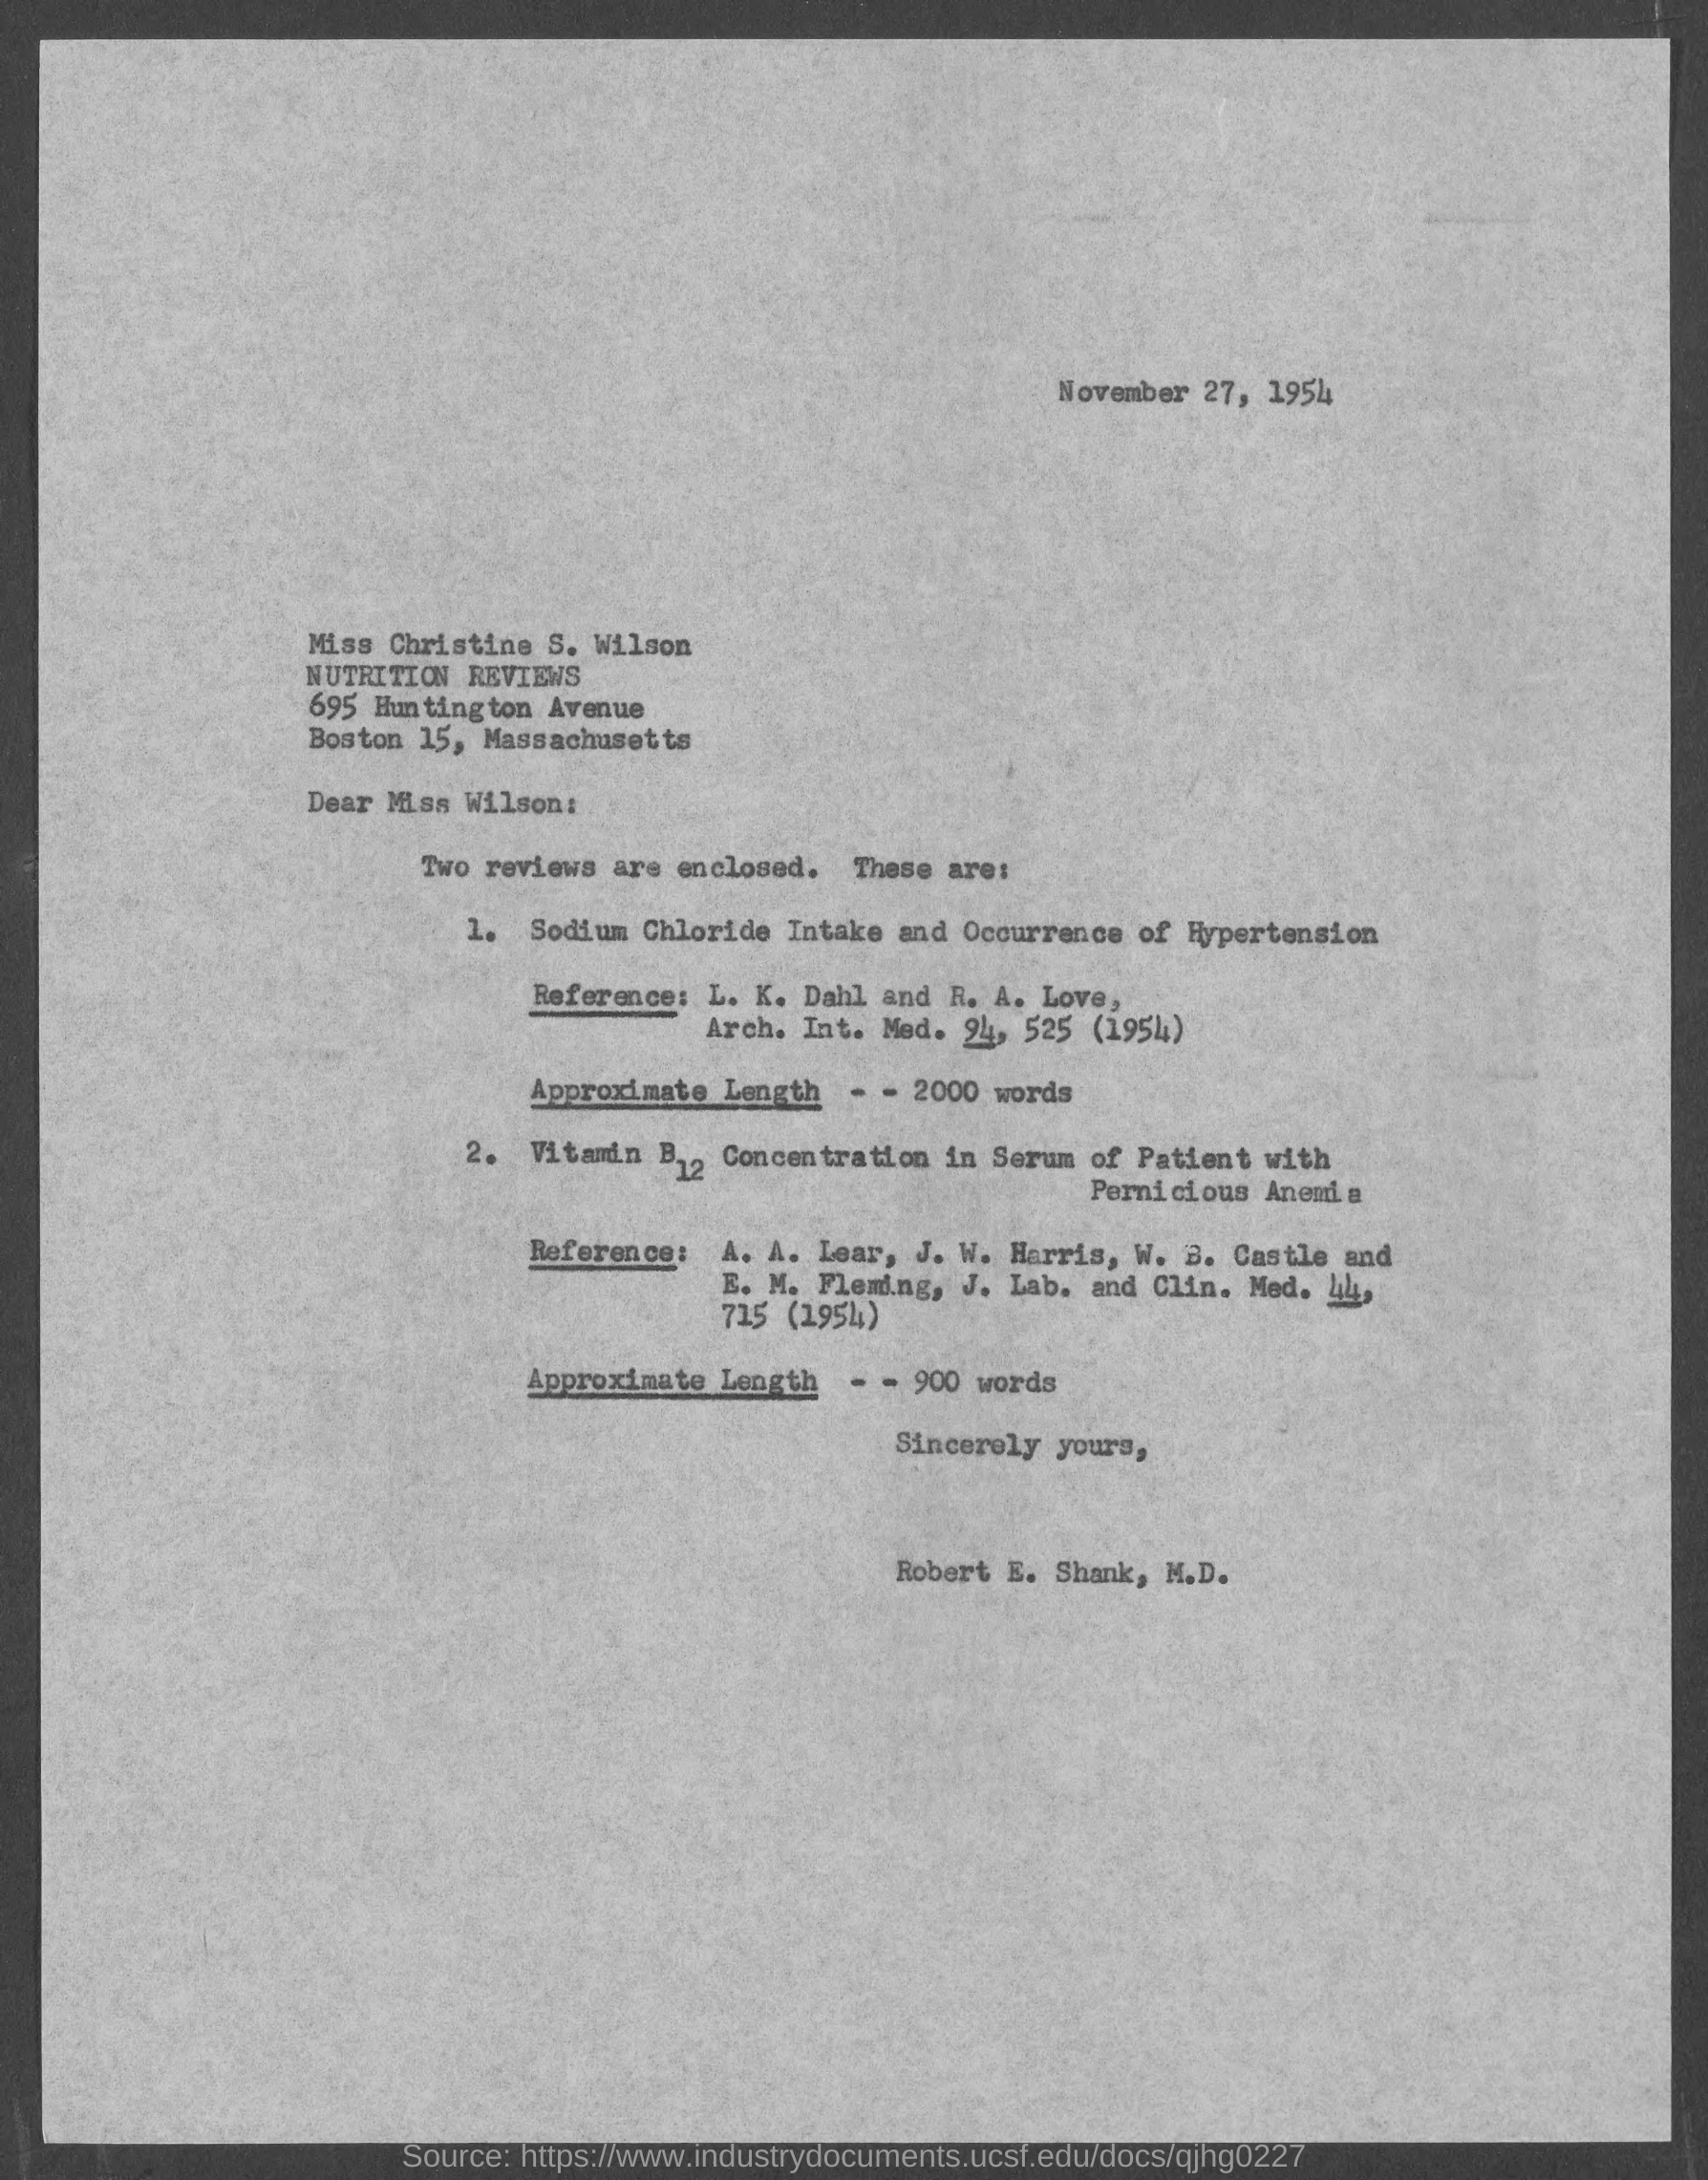 November 27, 1954
Miss Christine S. Wilson
NUTRITION REVIEWS
695 Huntington Avenue
Boston 15, Massachusetts
Dear Miss Wilson:
Two reviews are enclosed. These are:
1. Sodium Chloride Intake and Occurrence of Hypertension
Reference: L. K. Dahl and R. A. Love,
Arch. Int. Med. 94, 525 (1954)
Approximate Length - - 2000 words
2. Vitamin B12 Concentration in Serum of Patient with
Pernicious Anemia
Reference: A. A. Lear, J. W. Harris, W. B. Castle and
E. M. Fleming, J. Lab. and Clin. Med. 44,
715 (1954)
Approximate Length - - 900 words
Sincerely yours,
Robert E. Shank, M.D.
Source: https://www.industrydocuments.ucsf.edu/docs/qjhg0227